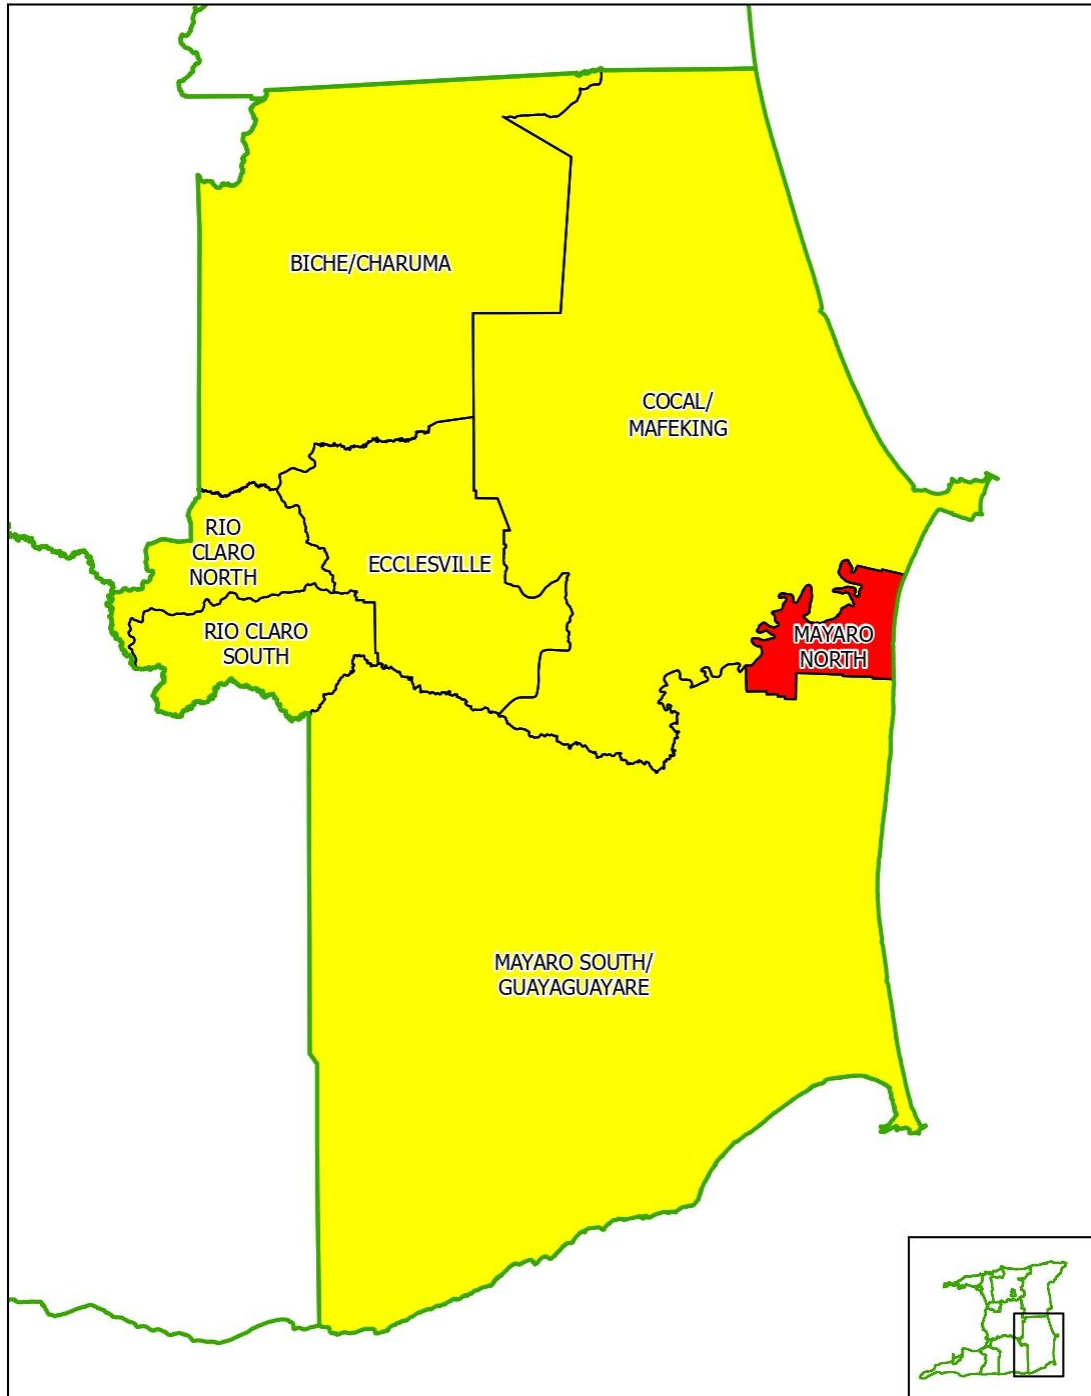 BICHE/CHARUMA
COCAL/
MAFEKING
RIO
CLARO
NORTH
ECCLESVILLE
RIO CLARO
SOUTH
MAYARO
NORTH
MAYARO SOUTH/
GUAYAGUAYARE